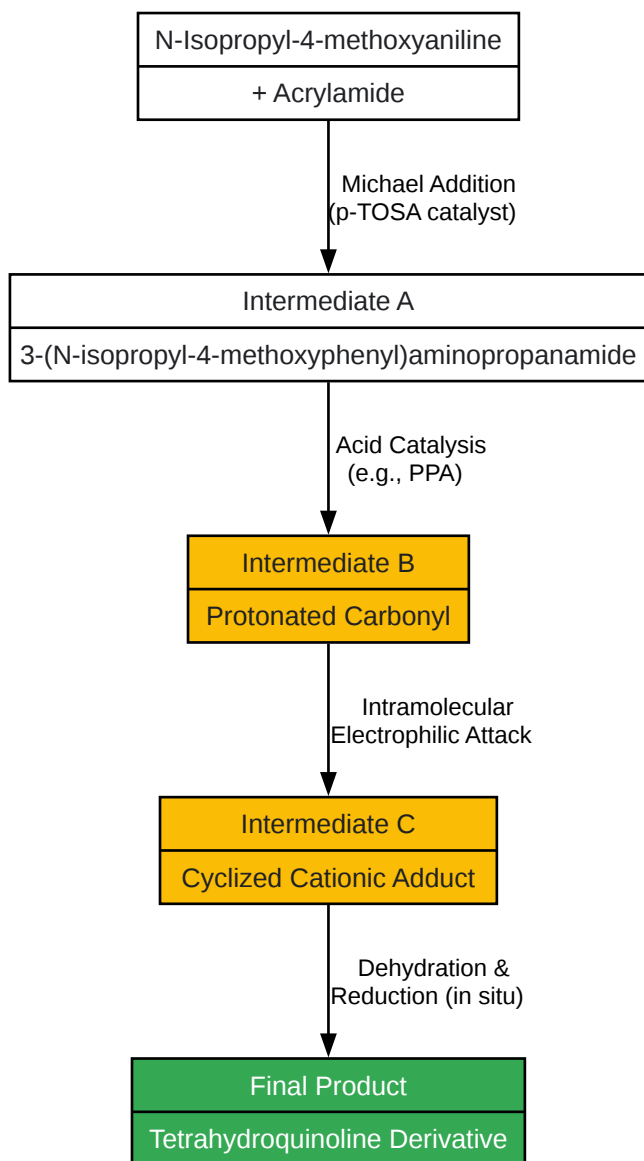 N-Isopropyl-4-methoxyaniline
+ Acrylamide
Michael Addition
(p-TOSA catalyst)
Intermediate A
3-(N-isopropyl-4-methoxyphenyl)aminopropanamide
Acid Catalysis
(e.g., PPA)
Intermediate B
Protonated Carbonyl
Intramolecular
Electrophilic Attack
Intermediate C
Cyclized Cationic Adduct
Dehydration &
Reduction (in situ)
Final Product
Tetrahydroquinoline Derivative